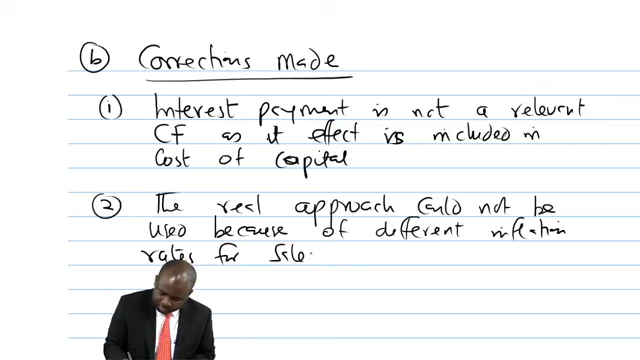 (b) Corrections made
(1) Interest payment is not a relevant
CF as it effect is included in
Cost of capital
(2) The real approach could not be
used because of different inflation
rates for Sale